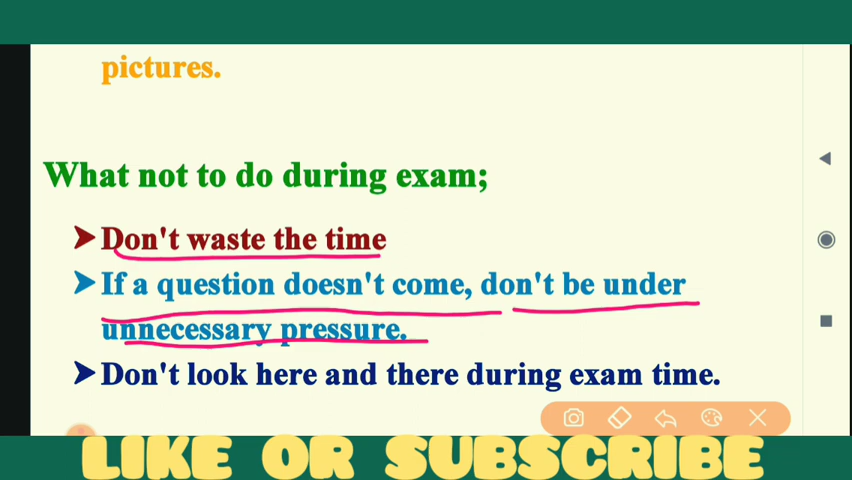 pictures.
What not to do during exam;
➤Don't waste the time
➤If a question doesn't come, don't be under
unnecessary pressure.
➤Don't look here and there during exam time.
LIKE OR SUBSCRIBE